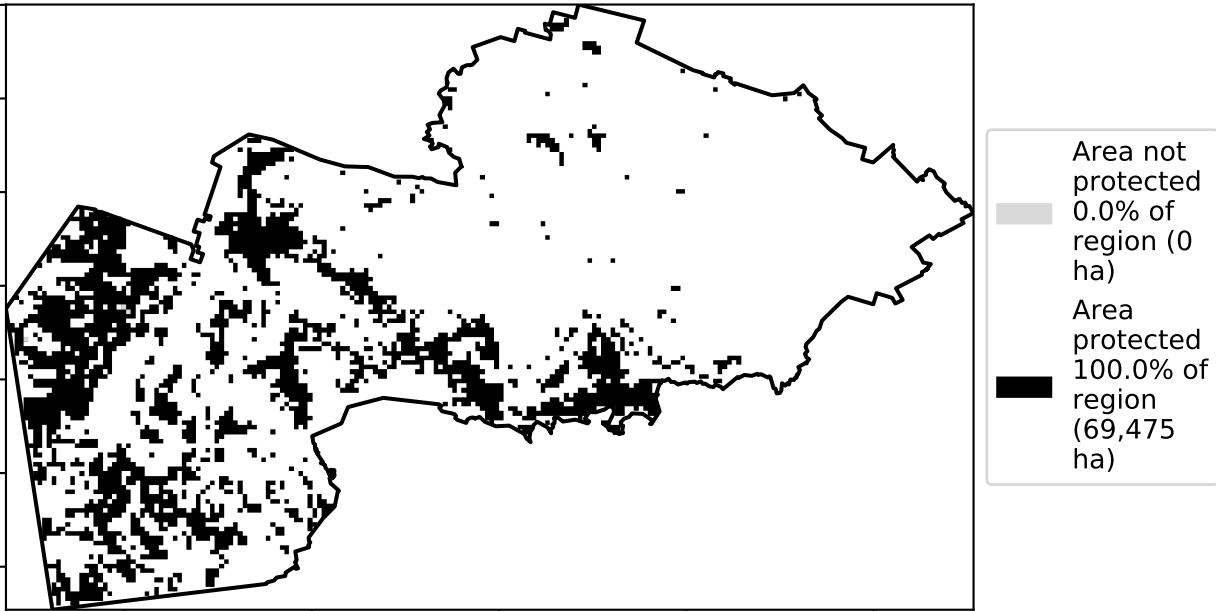 Area not
protected
0.0% of
region (0
ha)
Area
protected
100.0% of
region
(69,475
ha)